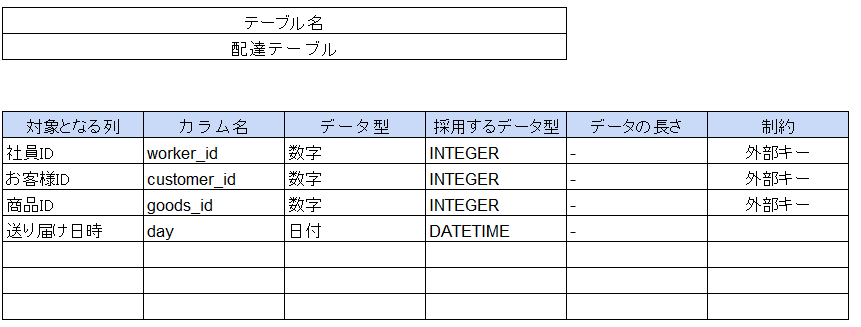 テーブル名
配達テーブル
対象となる列 カラム名 データ型 採用するデータ型 データの長さ 制約
社員ID worker_id 数字 INTEGER - 外部キー
お客様ID customer_id 数字 INTEGER - 外部キー
商品ID goods_id 数字 INTEGER - 外部キー
送り届け日時 day 日付 DATETIME -